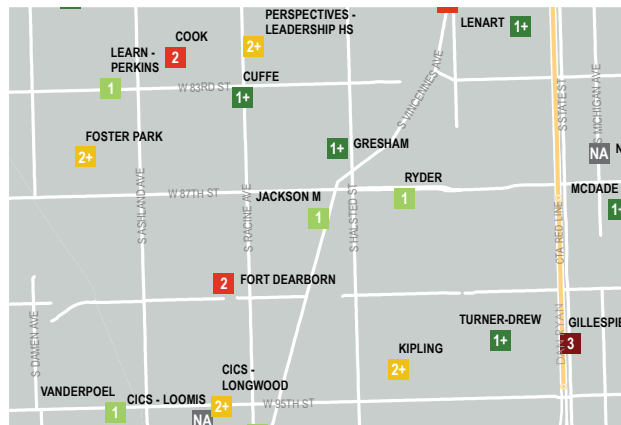 PERSPECTIVES -
LEADERSHIP HS
2+
COOK
2
LENART
1+
LEARN -
PERKINS
1
CUFFE
1+
W 83RD ST
S VINCENNES AVE
S STATE ST
S MICHIGAN AVE
FOSTER PARK
2+
1+
GRESHAM
NA
N
S ASHLAND AVE
W 87TH ST
S RACINE AVE
JACKSON M
1
S HALSTED ST
RYDER
1
MCDADE
1+
CTA RED LINE
2
FORT DEARBORN
S DAMEN AVE
TURNER-DREW
1+
GILLESPIE
3
DAN RYAN
KIPLING
2+
CICS -
LONGWOOD
VANDERPOEL
1
CICS - LOOMIS
2+
NA
W 95TH ST